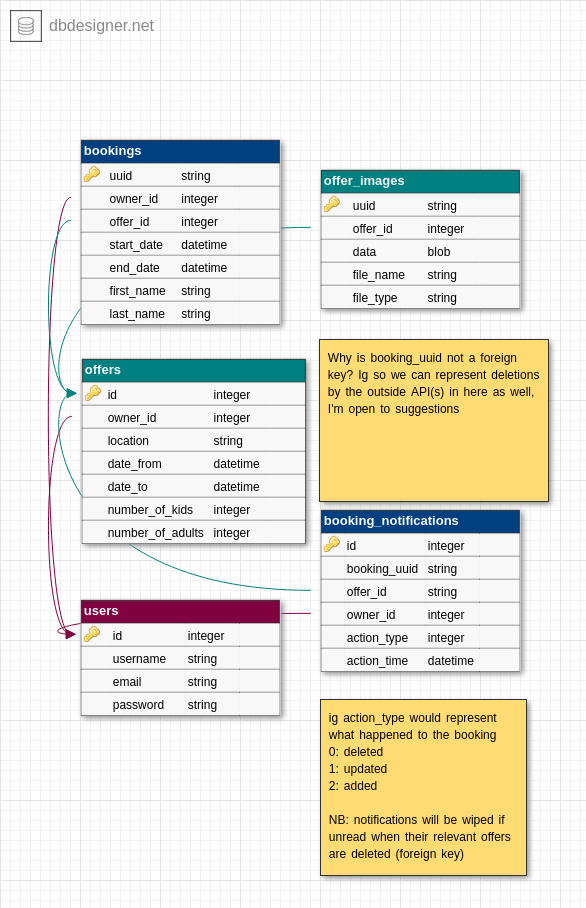 dbdesigner.net
bookings
uuid string
owner_id integer
offer_id integer
start_date datetime
end_date datetime
first_name string
last_name string
offer_images
uuid string
offer_id integer
data blob
file_name string
file_type string
Why is booking_uuid not a foreign
key? Ig so we can represent deletions
by the outside API(s) in here as well,
I'm open to suggestions
offers
id integer
owner_id integer
location string
date_from datetime
date_to datetime
number_of_kids integer
number_of_adults integer
booking_notifications
id integer
booking_uuid string
offer_id string
owner_id integer
action_type integer
action_time datetime
users
id integer
username string
email string
password string
ig action_type would represent
what happened to the booking
0: deleted
1: updated
2: added
NB: notifications will be wiped if
unread when their relevant offers
are deleted (foreign key)